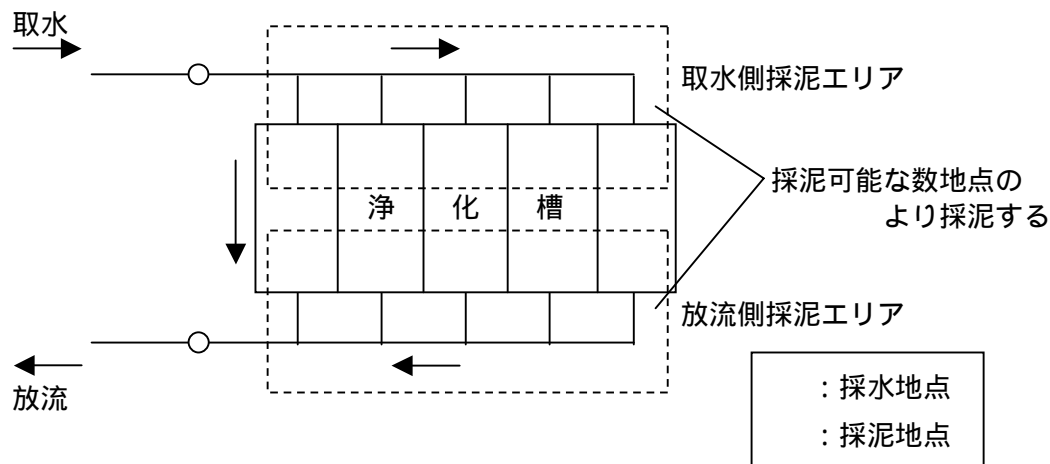 取水
取水側採泥エリア
採泥可能な数地点の
より採泥する
浄化槽
放流側採泥エリア
放流
：採水地点
：採泥地点